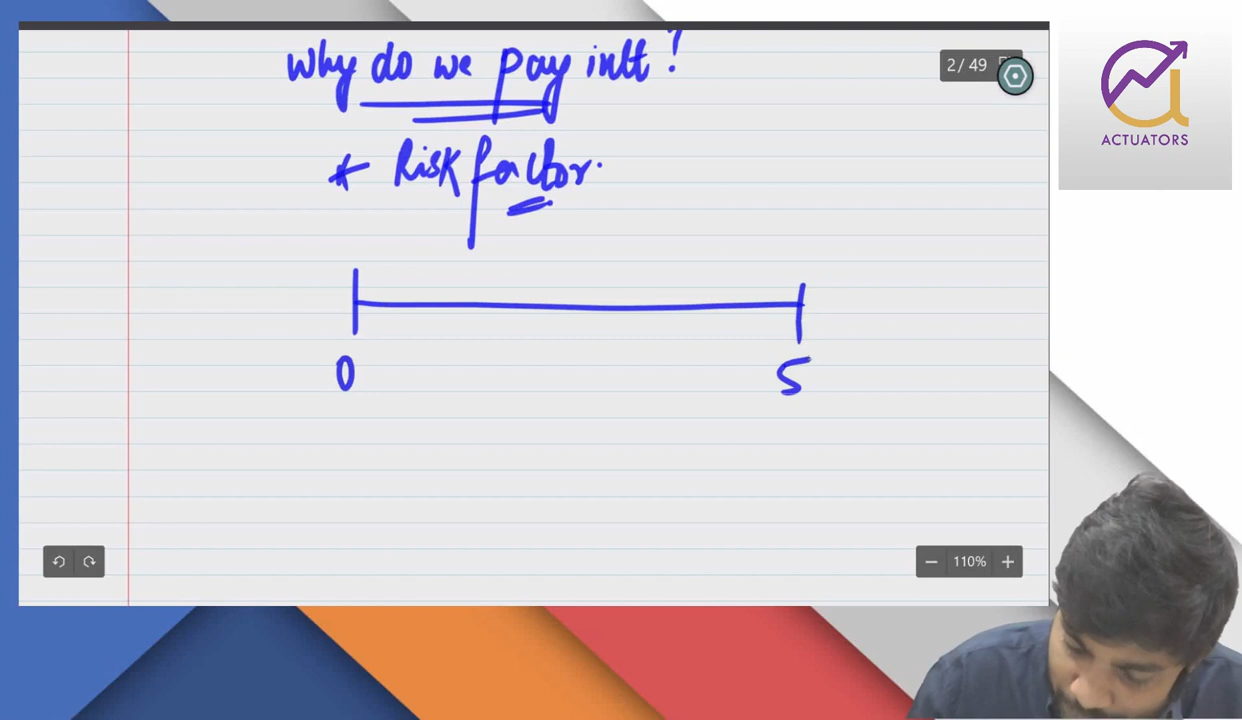 why do we pay intt?
2 / 49
* Risk factor.
ACTUATORS
0
5
110%